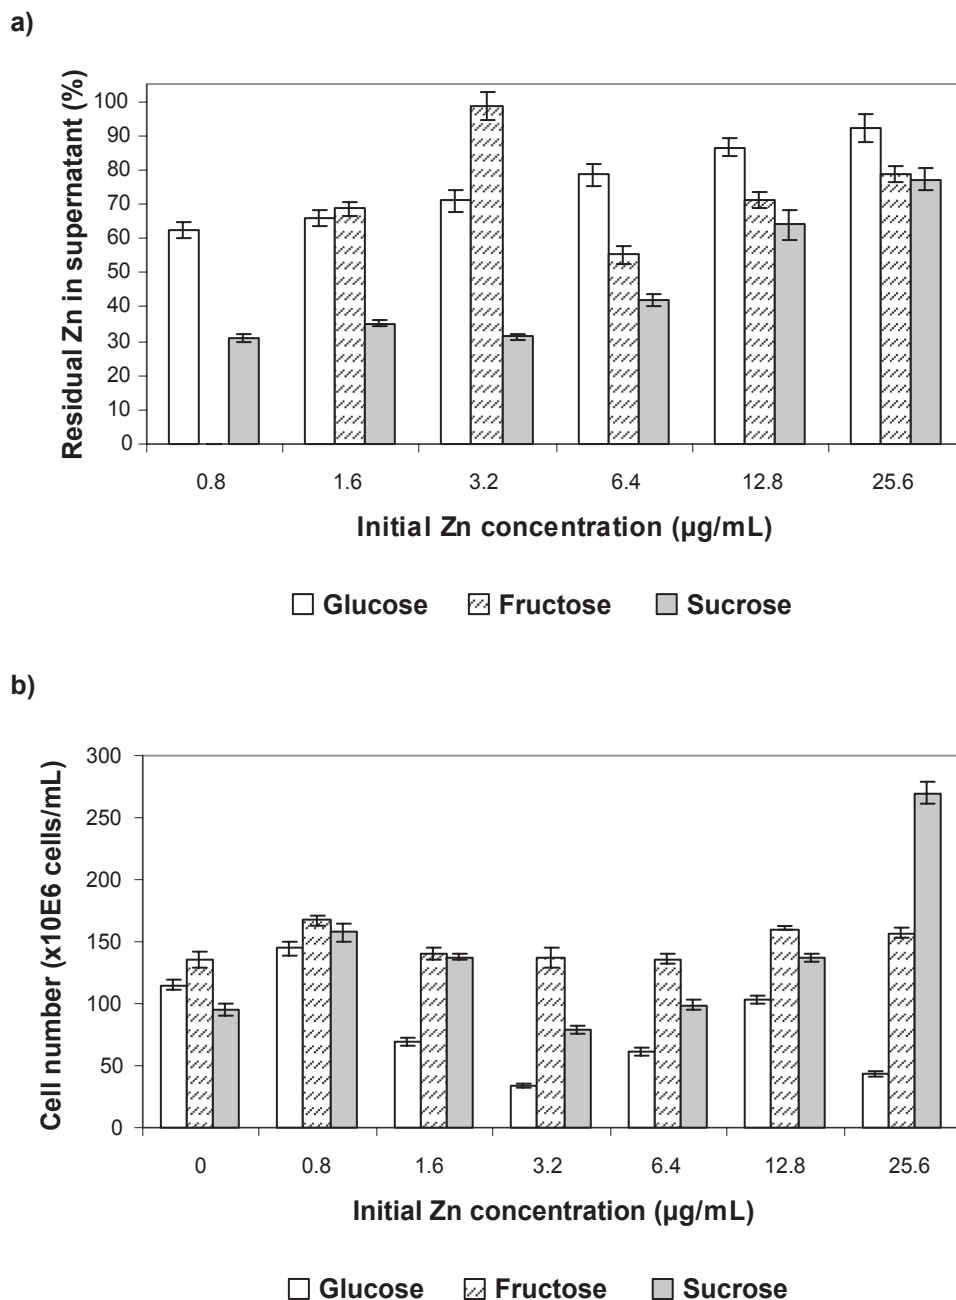 a)
Residual Zn in supernatant (%)
100
90
80
70
60
50
40
30
20
10
0
0.8 1.6 3.2 6.4 12.8 25.6
Initial Zn concentration (µg/mL)
Glucose Fructose Sucrose
b)
Cell number (x10E6 cells/mL)
300
250
200
150
100
50
0
0 0.8 1.6 3.2 6.4 12.8 25.6
Initial Zn concentration (µg/mL)
Glucose Fructose Sucrose